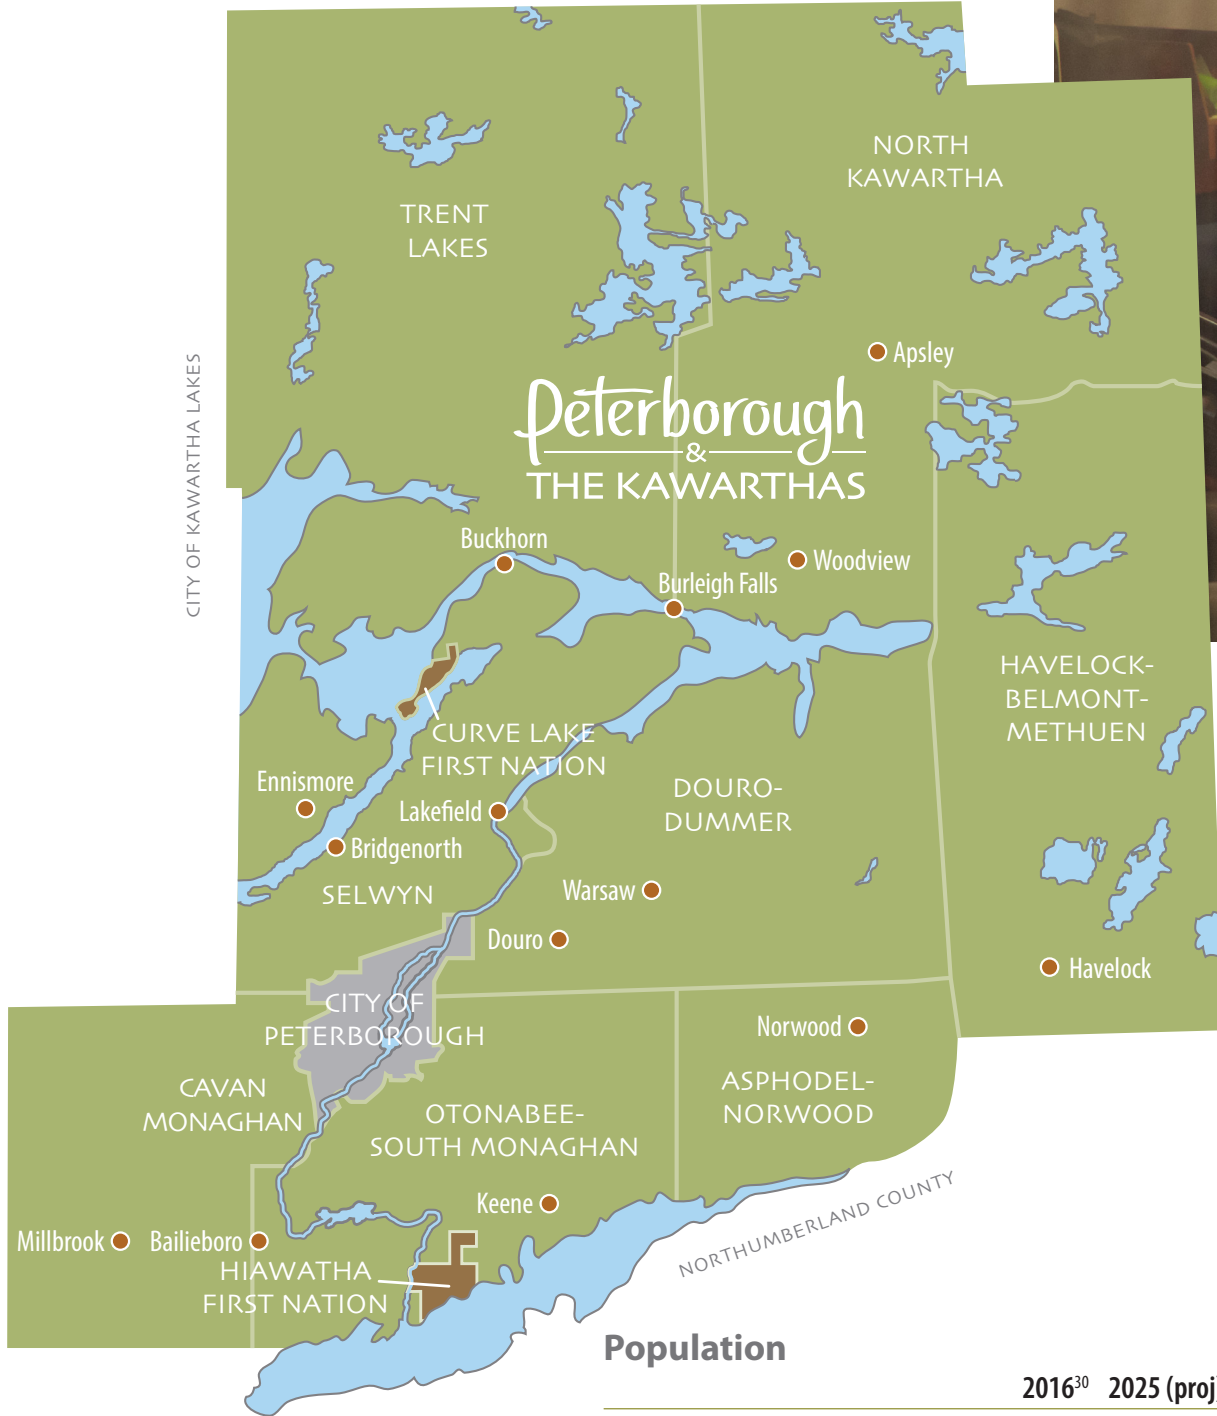 NORTH
KAWARTHA
TRENT
LAKES
CITY OF KAWARTHA LAKES
Apsley
Peterborough
&
THE KAWARTHAS
Buckhorn
Woodview
Burleigh Falls
HAVELOCK-
BELMONT-
METHUEN
CURVE LAKE
FIRST NATION
Ennismore
DOURO-
DUMMER
Lakefield
Bridgenorth
SELWYN
Warsaw
Douro
Havelock
CITY OF
PETERBOROUGH
Norwood
CAVAN
MONAGHAN
ASPHODEL-
NORWOOD
OTONABEE-
SOUTH MONAGHAN
Keene
NORTHUMBERLAND COUNTY
Millbrook
Bailieboro
HIAWATHA
FIRST NATION
Population
2016³⁰ 2025 (proj